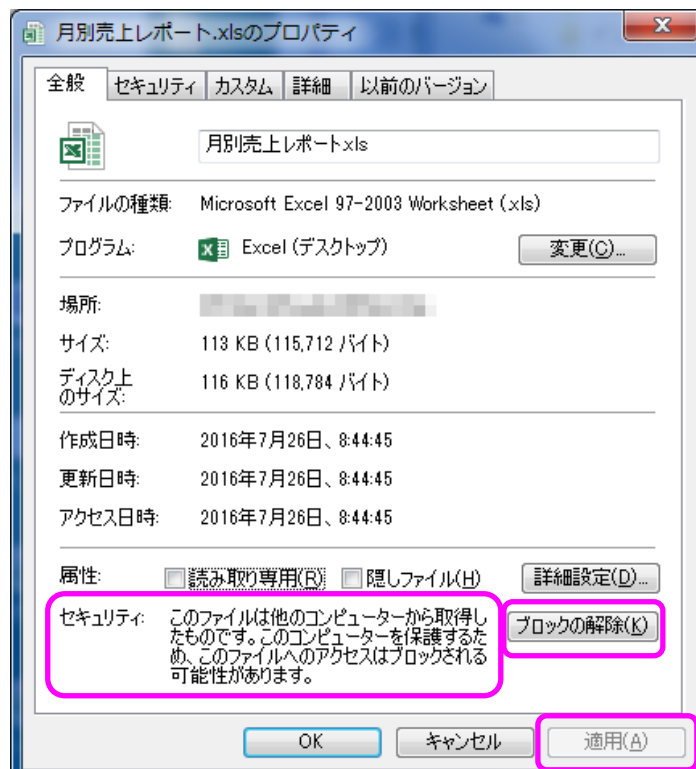 月別売上レポート.xlsのプロパティ
全般 セキュリティ カスタム 詳細 以前のバージョン
月別売上レポート.xls
ファイルの種類: Microsoft Excel 97-2003 Worksheet (.xls)
プログラム: Excel (デスクトップ) 変更(C)...
場所:
サイズ: 113 KB (115,712 バイト)
ディスク上
のサイズ: 116 KB (118,784 バイト)
作成日時: 2016年7月26日、8:44:45
更新日時: 2016年7月26日、8:44:45
アクセス日時: 2016年7月26日、8:44:45
属性: 読み取り専用(R) 隠しファイル(H) 詳細設定(D)...
セキュリティ: このファイルは他のコンピューターから取得し ブロックの解除(K)
たものです。このコンピューターを保護するた
め、このファイルへのアクセスはブロックされる
可能性があります。
OK キャンセル 適用(A)